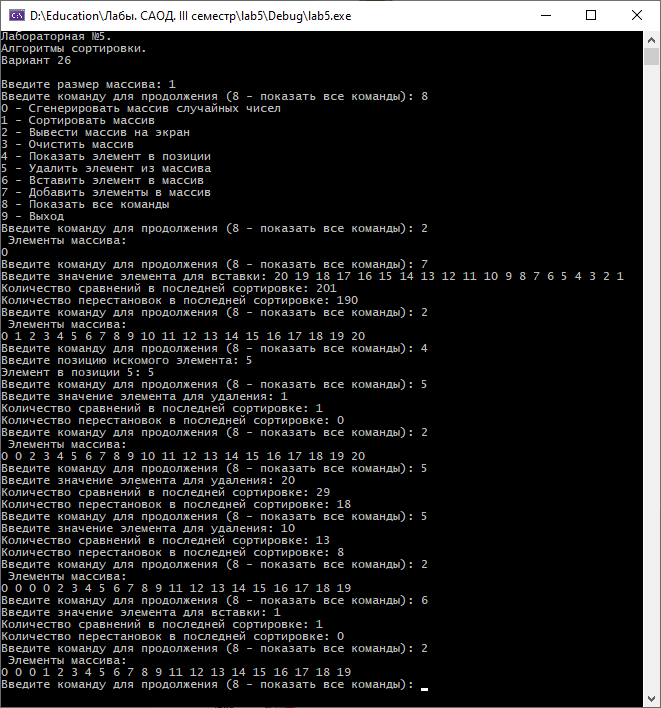 D:\Education\Лабы. САОД. III семестр\lab5\Debug\lab5.exe
Лабораторная №5.
Алгоритмы сортировки.
Вариант 26
Введите размер массива: 1
Введите команду для продолжения (8 - показать все команды): 8
0 - Сгенерировать массив случайных чисел
1 - Сортировать массив
2 - Вывести массив на экран
3 - Очистить массив
4 - Показать элемент в позиции
5 - Удалить элемент из массива
6 - Вставить элемент в массив
7 - Добавить элементы в массив
8 - Показать все команды
9 - Выход
Введите команду для продолжения (8 - показать все команды): 2
Элементы массива:
0
Введите команду для продолжения (8 - показать все команды): 7
Введите значение элемента для вставки: 20 19 18 17 16 15 14 13 12 11 10 9 8 7 6 5 4 3 2 1
Количество сравнений в последней сортировке: 201
Количество перестановок в последней сортировке: 190
Введите команду для продолжения (8 - показать все команды): 2
Элементы массива:
0 1 2 3 4 5 6 7 8 9 10 11 12 13 14 15 16 17 18 19 20
Введите команду для продолжения (8 - показать все команды): 4
Введите позицию искомого элемента: 5
Элемент в позиции 5: 5
Введите команду для продолжения (8 - показать все команды): 5
Введите значение элемента для удаления: 1
Количество сравнений в последней сортировке: 1
Количество перестановок в последней сортировке: 0
Введите команду для продолжения (8 - показать все команды): 2
Элементы массива:
0 0 2 3 4 5 6 7 8 9 10 11 12 13 14 15 16 17 18 19 20
Введите команду для продолжения (8 - показать все команды): 5
Введите значение элемента для удаления: 20
Количество сравнений в последней сортировке: 29
Количество перестановок в последней сортировке: 18
Введите команду для продолжения (8 - показать все команды): 5
Введите значение элемента для удаления: 10
Количество сравнений в последней сортировке: 13
Количество перестановок в последней сортировке: 8
Введите команду для продолжения (8 - показать все команды): 2
Элементы массива:
0 0 0 0 2 3 4 5 6 7 8 9 11 12 13 14 15 16 17 18 19
Введите команду для продолжения (8 - показать все команды): 6
Введите значение элемента для вставки: 1
Количество сравнений в последней сортировке: 1
Количество перестановок в последней сортировке: 0
Введите команду для продолжения (8 - показать все команды): 2
Элементы массива:
0 0 0 1 2 3 4 5 6 7 8 9 11 12 13 14 15 16 17 18 19
Введите команду для продолжения (8 - показать все команды):